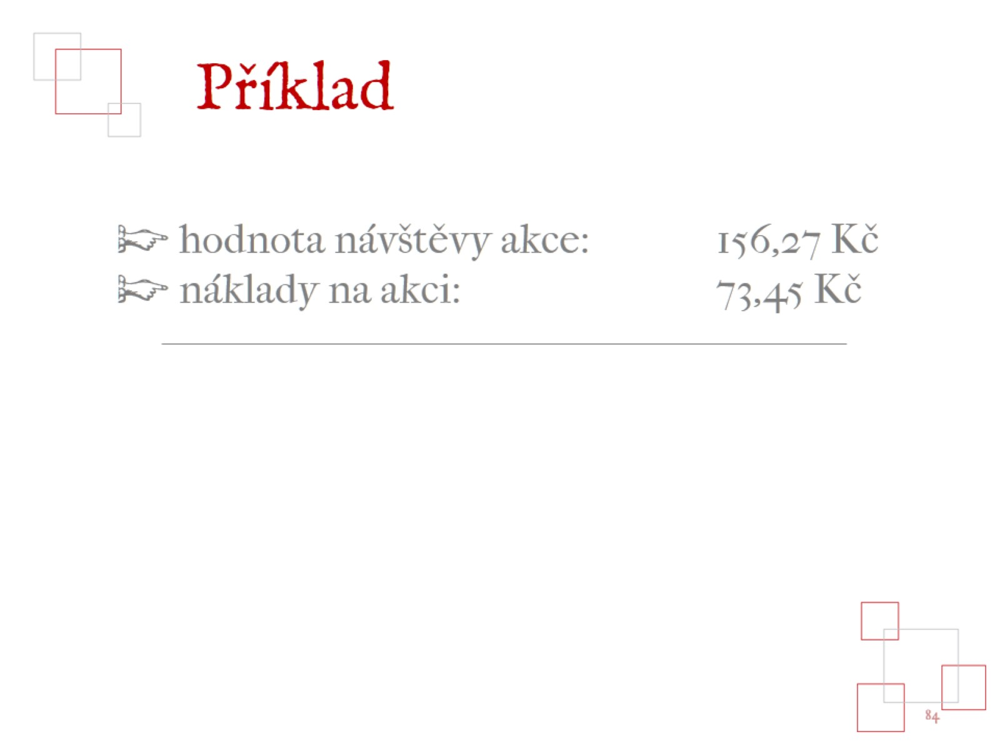 Příklad
☞ hodnota návštěvy akce: 156,27 Kč
☞ náklady na akci: 73,45 Kč
84